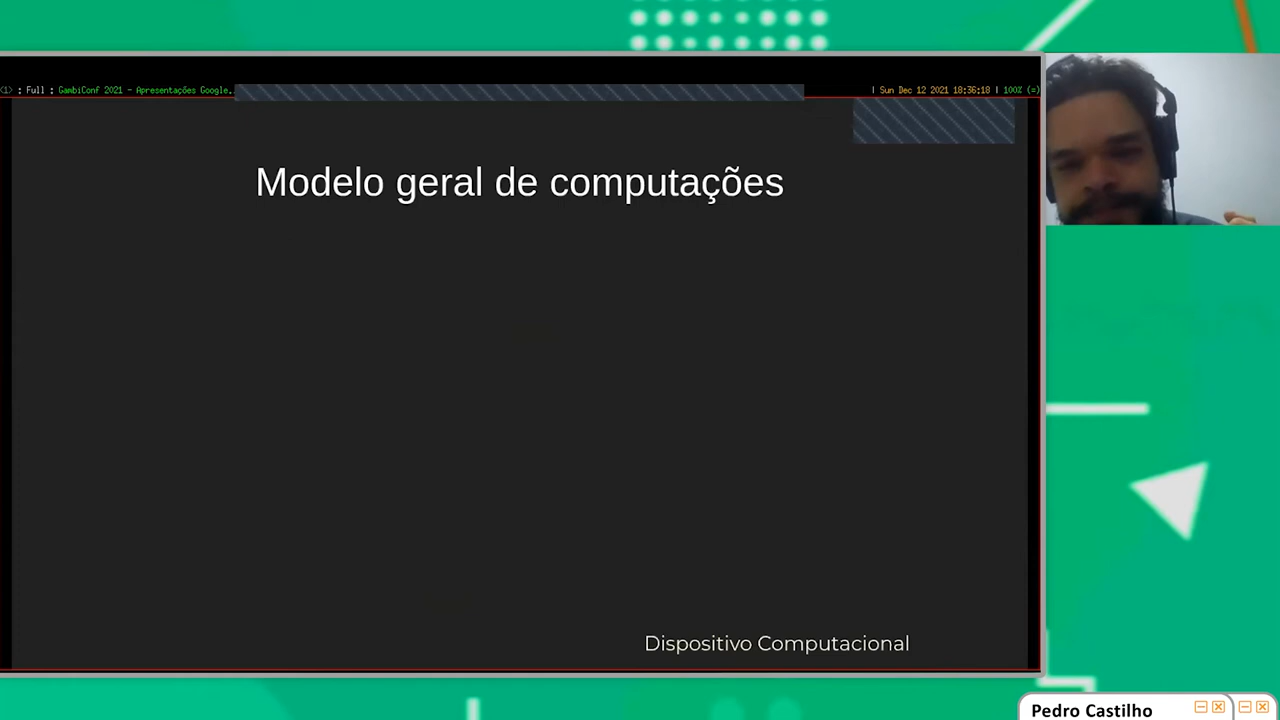 <1> : Full : GambiConf 2021 - Apresentações Google.
| Sun Dec 12 2021 18:36:18 | 100% (=)
Modelo geral de computações
Dispositivo Computacional
Pedro Castilho